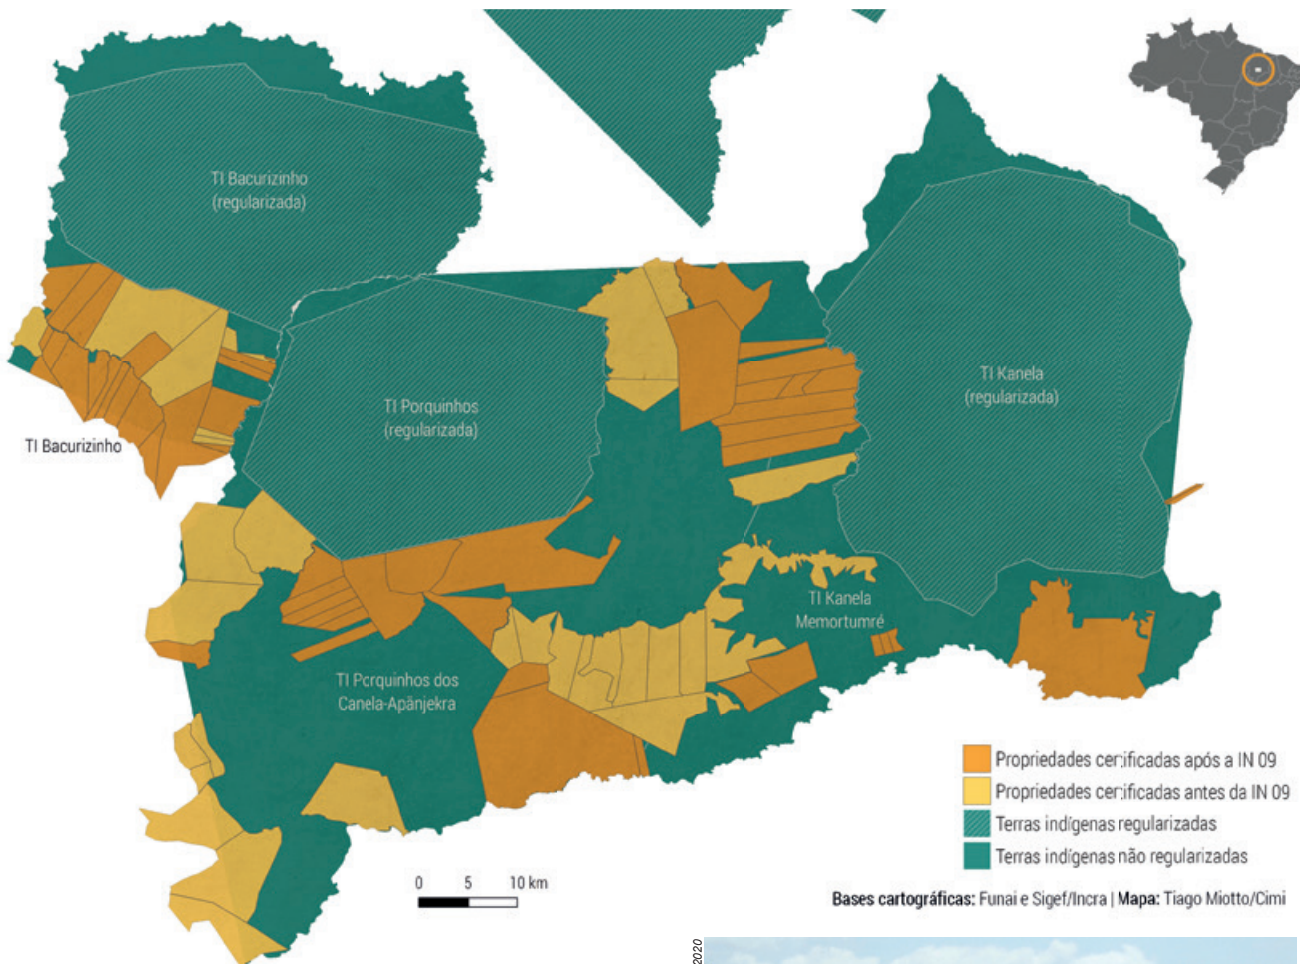 TI Bacurizinho
(regularizada)
TI Kanela
(regularizada)
TI Porquinhos
(regularizada)
TI Bacurizinho
TI Kanela
Memortumré
TI Porquinhos dos
Canela-Apãnjekra
Propriedades certificadas após a IN 09
Propriedades certificadas antes da IN 09
Terras indígenas regularizadas
Terras indígenas não regularizadas
0 5 10 km
Bases cartográficas: Funai e Sigef/Incra | Mapa: Tiago Miotto/Cimi
2020